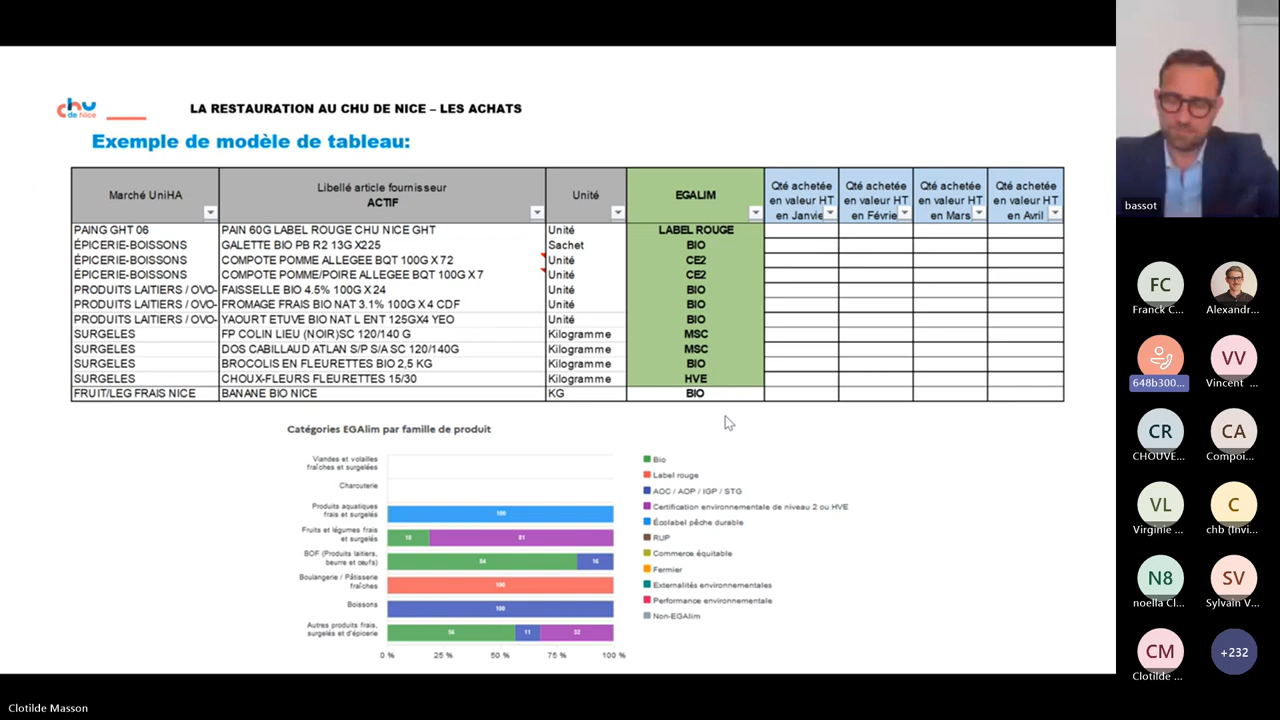 chu
de Nice
LA RESTAURATION AU CHU DE NICE – LES ACHATS
Exemple de modèle de tableau:
Marché UniHA
Libellé article fournisseur
ACTIF
Unité
EGALIM
Qté achetée
en valeur HT
en Janvie
Qté achetée
en valeur HT
en Févrie
Qté achetée
en valeur HT
en Mars
Qté achetée
en valeur HT
en Avril
PAING GHT 06 PAIN 60G LABEL ROUGE CHU NICE GHT Unité LABEL ROUGE
ÉPICERIE-BOISSONS GALETTE BIO PB R2 13G X225 Sachet BIO
ÉPICERIE-BOISSONS COMPOTE POMME ALLEGEE BQT 100G X 72 Unité CE2
ÉPICERIE-BOISSONS COMPOTE POMME/POIRE ALLEGEE BQT 100G X 7 Unité CE2
PRODUITS LAITIERS / OVO- FAISSELLE BIO 4.5% 100G X 24 Unité BIO
PRODUITS LAITIERS / OVO- FROMAGE FRAIS BIO NAT 3.1% 100G X 4 CDF Unité BIO
PRODUITS LAITIERS / OVO- YAOURT ETUVE BIO NAT L ENT 125GX4 YEO Unité BIO
SURGELES FP COLIN LIEU (NOIR)SC 120/140 G Kilogramme MSC
SURGELES DOS CABILLAUD ATLAN S/P S/A SC 120/140G Kilogramme MSC
SURGELES BROCOLIS EN FLEURETTES BIO 2,5 KG Kilogramme BIO
SURGELES CHOUX-FLEURS FLEURETTES 15/30 Kilogramme HVE
FRUIT/LEG FRAIS NICE BANANE BIO NICE KG BIO
Catégories EGAlim par famille de produit
Viandes et volailles
fraîches et surgelées
Charcuterie
Produits aquatiques
frais et surgelés
100
Fruits et légumes frais
et surgelés
18 81
BOF (Produits laitiers,
beurre et œufs)
84 16
Boulangerie / Pâtisserie
fraîches
100
Boissons
100
Autres produits frais,
surgelés et d'épicerie
56 11 32
0 % 25 % 50 % 75 % 100 %
Bio
Label rouge
AOC / AOP / IGP / STG
Certification environnementale de niveau 2 ou HVE
Écolabel pêche durable
RUP
Commerce équitable
Fermier
Externalités environnementales
Performance environnementale
Non-EGAlim
bassot
FC
Franck C...
Alexandr...
648b300...
VV
Vincent ...
CR
CHOUVE...
CA
Compoi...
VL
Virginie ...
C
chb (Invi...
N8
noella Cl...
SV
Sylvain V...
CM
Clotilde ...
+232
Clotilde Masson